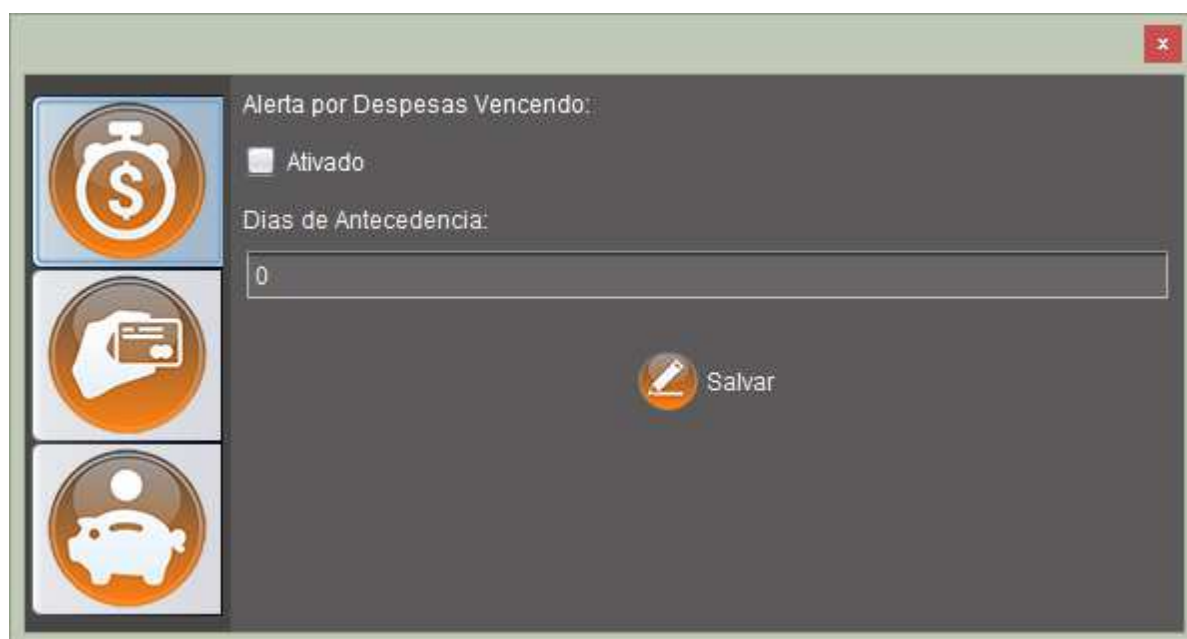 x
$
Alerta por Despesas Vencendo:
Ativado
Dias de Antecedencia:
0
Salvar